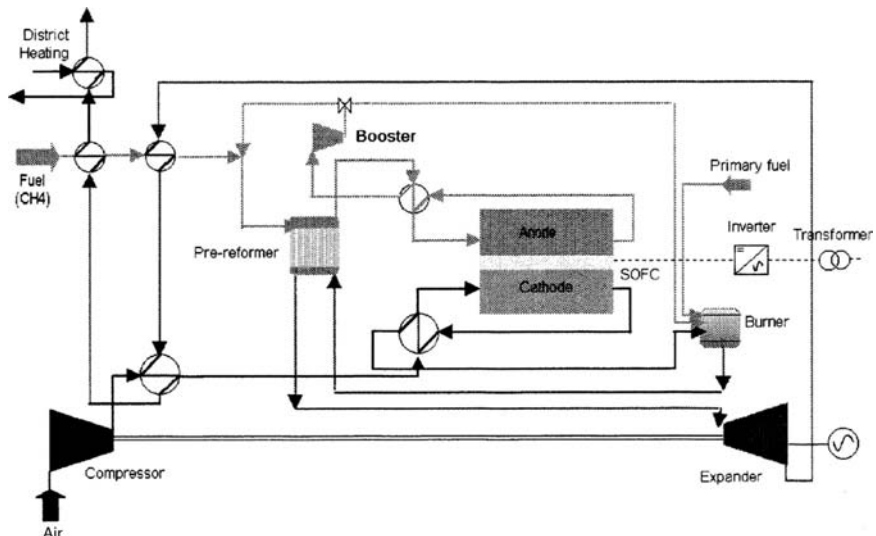 District
Heating
Fuel
(CH4)
Booster
Primary fuel
Inverter
Transformer
Pre-reformer
Anode
SOFC
Cathode
Burner
Compressor
Expander
Air